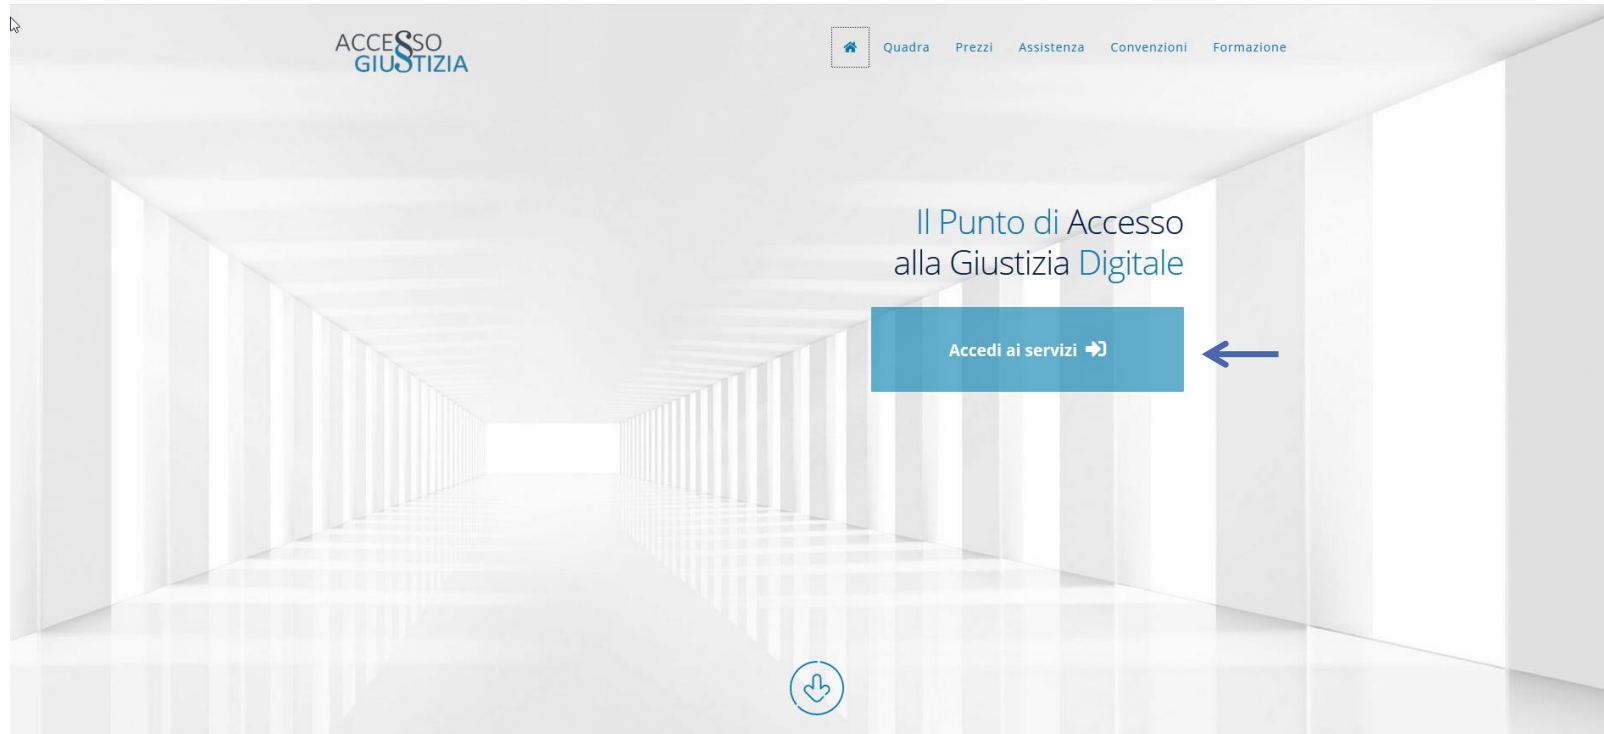 ACCESSO
GIUSTIZIA
Quadra Prezzi Assistenza Convenzioni Formazione
Il Punto di Accesso
alla Giustizia Digitale
Accedi ai servizi